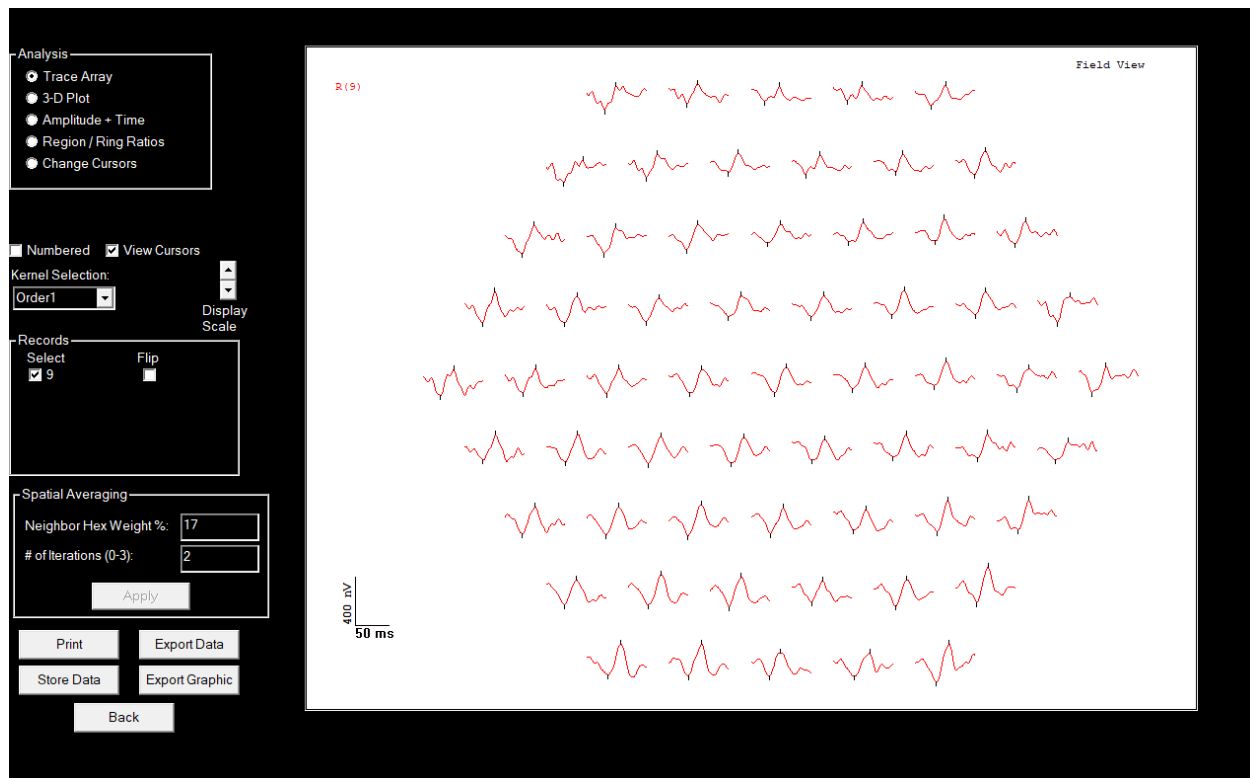 Analysis
Trace Array
3-D Plot
Amplitude + Time
Region / Ring Ratios
Change Cursors
Numbered
View Cursors
Kernel Selection:
Order1
Display
Scale
Records
Select
Flip
9
Spatial Averaging
Neighbor Hex Weight %:
17
# of Iterations (0-3):
2
Apply
Print
Export Data
Store Data
Export Graphic
Back
R(9)
Field View
400 nV
50 ms